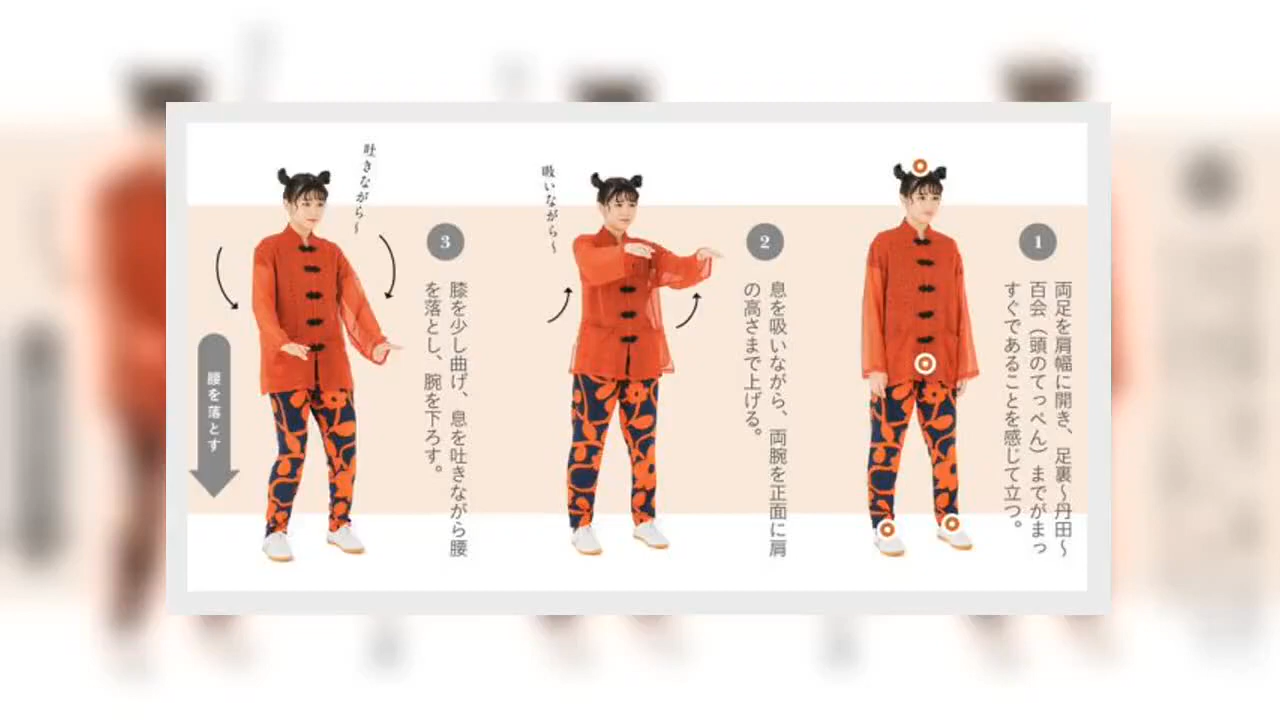 1
両足を肩幅に開き、足裏～丹田～
百会（頭のてっぺん）までがまっ
すぐであることを感じて立つ。
2
息を吸いながら、両腕を正面に肩
の高さまで上げる。
吸いながら～
3
膝を少し曲げ、息を吐きながら腰
を落とし、腕を下ろす。
吐きながら～
腰を落とす